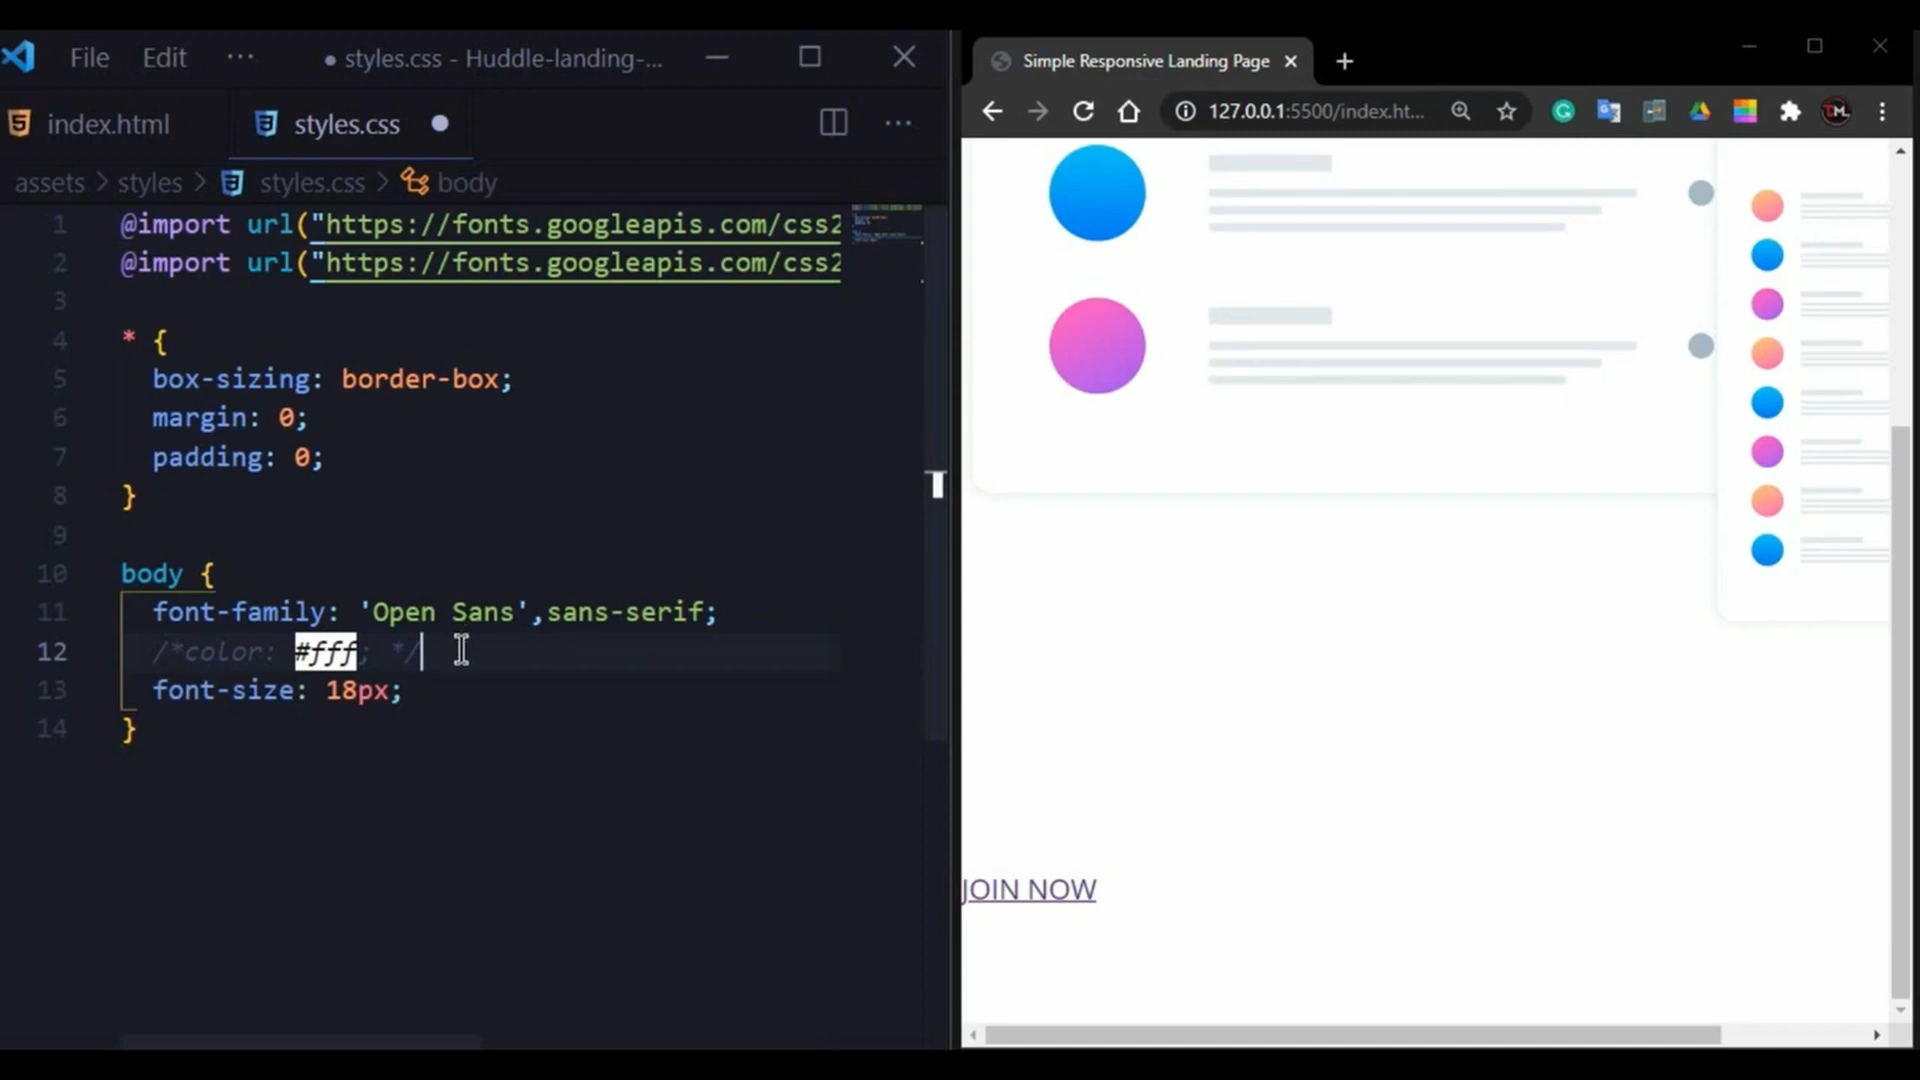 File Edit ··· ● styles.css - Huddle-landing-...
index.html styles.css ●
assets > styles > styles.css > body
1 @import url("https://fonts.googleapis.com/css2
2 @import url("https://fonts.googleapis.com/css2
3
4 * {
5 box-sizing: border-box;
6 margin: 0;
7 padding: 0;
8 }
9
10 body {
11 font-family: 'Open Sans',sans-serif;
12 /*color: #fff; */
13 font-size: 18px;
14 }
Simple Responsive Landing Page
127.0.0.1:5500/index.ht...
JOIN NOW